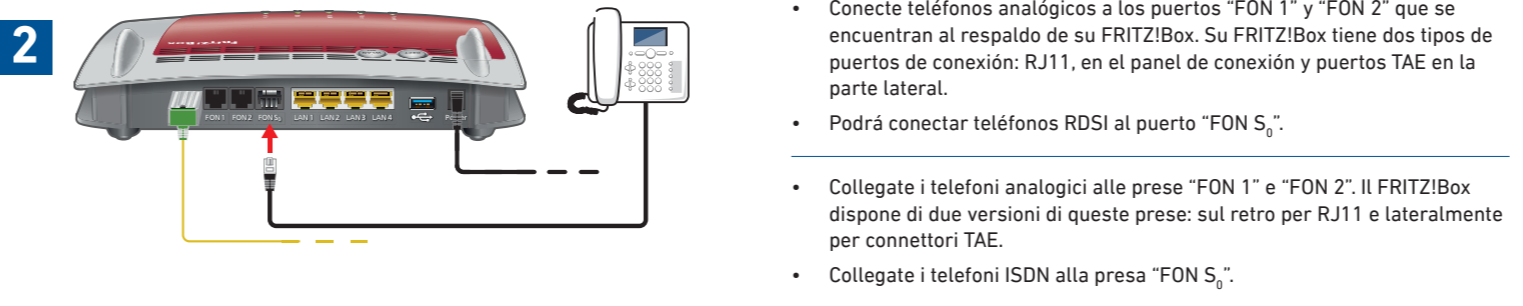 2
FRITZ!Box
FON 1 FON 2 FON S₀ LAN 1 LAN 2 LAN 3 LAN 4 Power
• Conecte teléfonos analógicos a los puertos “FON 1” y “FON 2” que se
encuentran al respaldo de su FRITZ!Box. Su FRITZ!Box tiene dos tipos de
puertos de conexión: RJ11, en el panel de conexión y puertos TAE en la
parte lateral.
• Podrá conectar teléfonos RDSI al puerto “FON S₀”.
• Collegate i telefoni analogici alle prese “FON 1” e “FON 2”. Il FRITZ!Box
dispone di due versioni di queste prese: sul retro per RJ11 e lateralmente
per connettori TAE.
• Collegate i telefoni ISDN alla presa “FON S₀”.